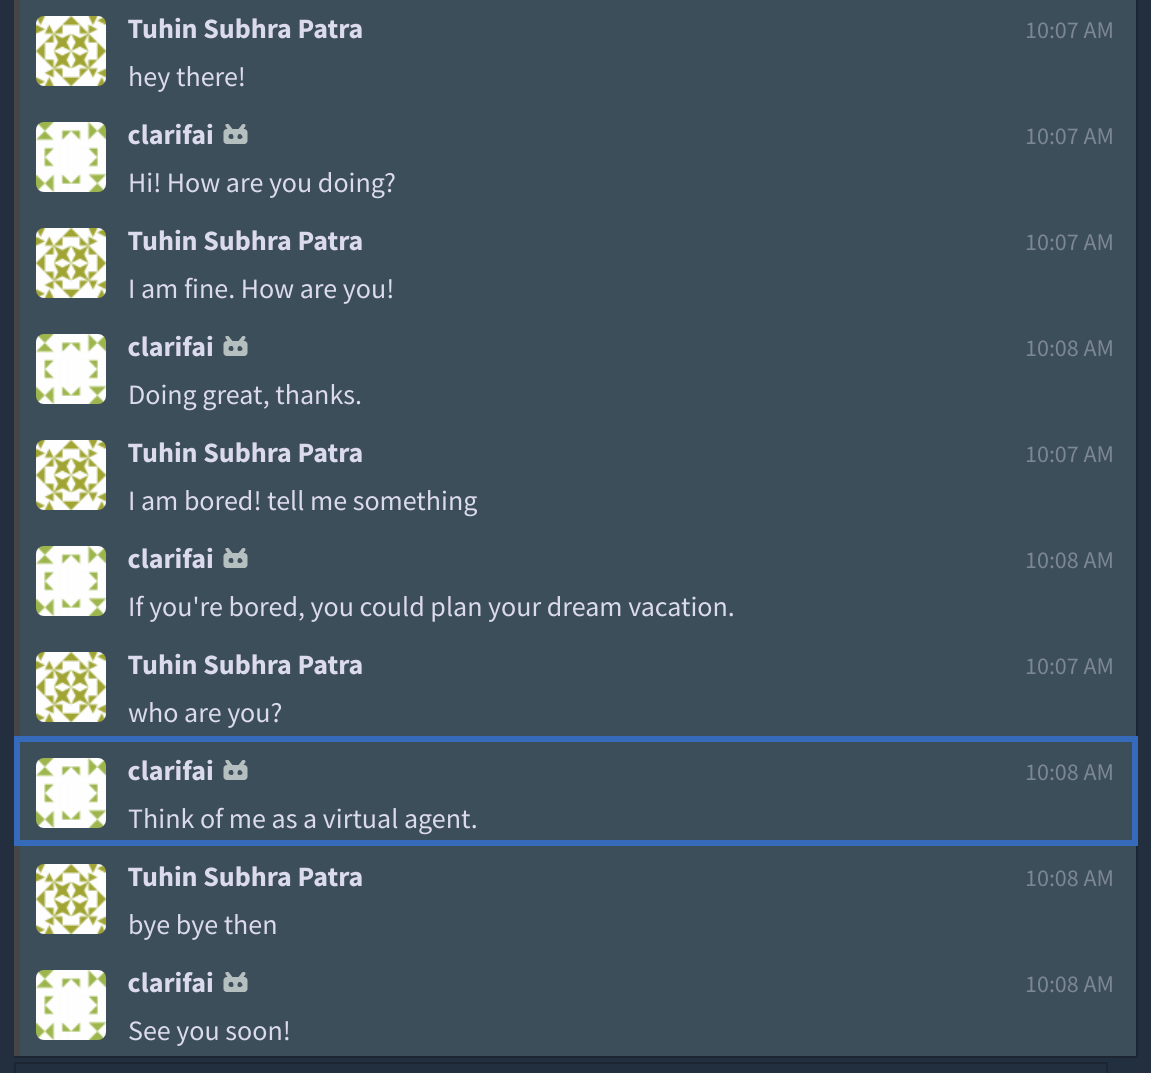 Tuhin Subhra Patra 10:07 AM
hey there!
clarifai 10:07 AM
Hi! How are you doing?
Tuhin Subhra Patra 10:07 AM
I am fine. How are you!
clarifai 10:08 AM
Doing great, thanks.
Tuhin Subhra Patra 10:07 AM
I am bored! tell me something
clarifai 10:08 AM
If you're bored, you could plan your dream vacation.
Tuhin Subhra Patra 10:07 AM
who are you?
clarifai 10:08 AM
Think of me as a virtual agent.
Tuhin Subhra Patra 10:08 AM
bye bye then
clarifai 10:08 AM
See you soon!